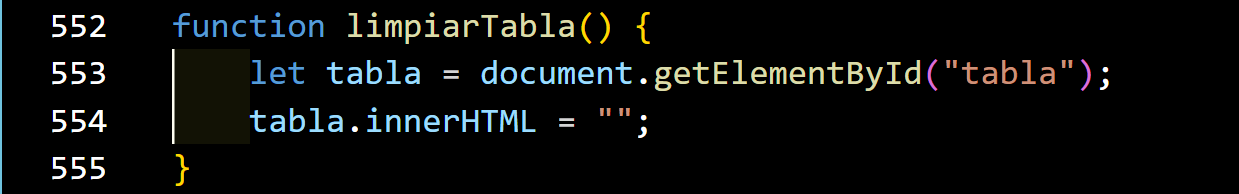 552 function limpiarTabla() {
553 let tabla = document.getElementById("tabla");
554 tabla.innerHTML = "";
555 }